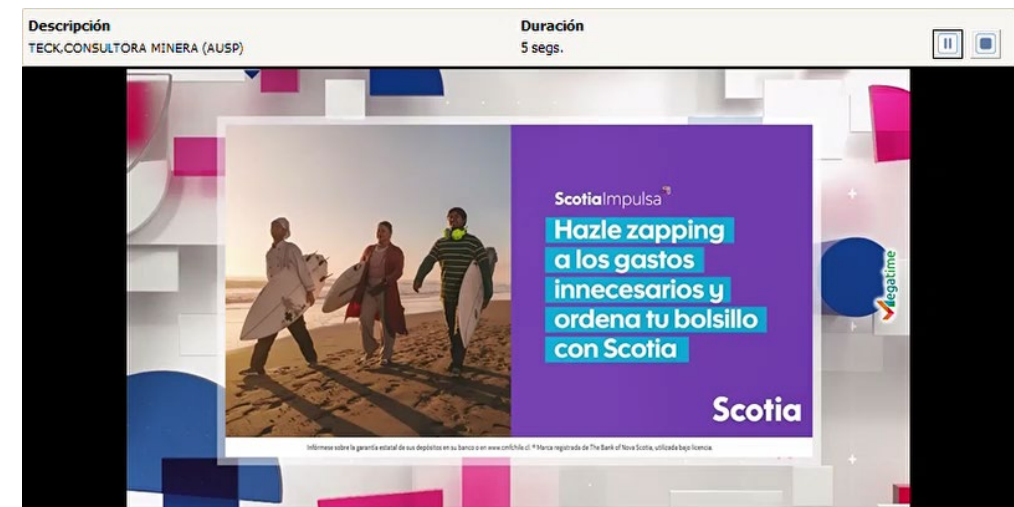 Descripción
TECK,CONSULTORA MINERA (AUSP)
Duración
5 segs.
ScotiaImpulsa
Hazle zapping
a los gastos
innecesarios y
ordena tu bolsillo
con Scotia
Scotia
Infórmese sobre la garantía estatal de sus depósitos en su banco o en www.cmfchile.cl. ® Marca registrada de The Bank of Nova Scotia, utilizada bajo licencia.
Megatime